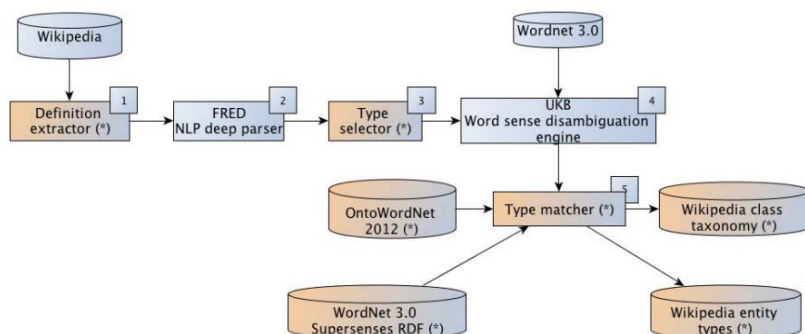 Wikipedia
Wordnet 3.0
1
Definition
extractor (*)
2
FRED
NLP deep parser
3
Type
selector (*)
4
UKB
Word sense disambiguation
engine
OntoWordNet
2012 (*)
5
Type matcher (*)
Wikipedia class
taxonomy (*)
WordNet 3.0
Supersenses RDF (*)
Wikipedia entity
types (*)